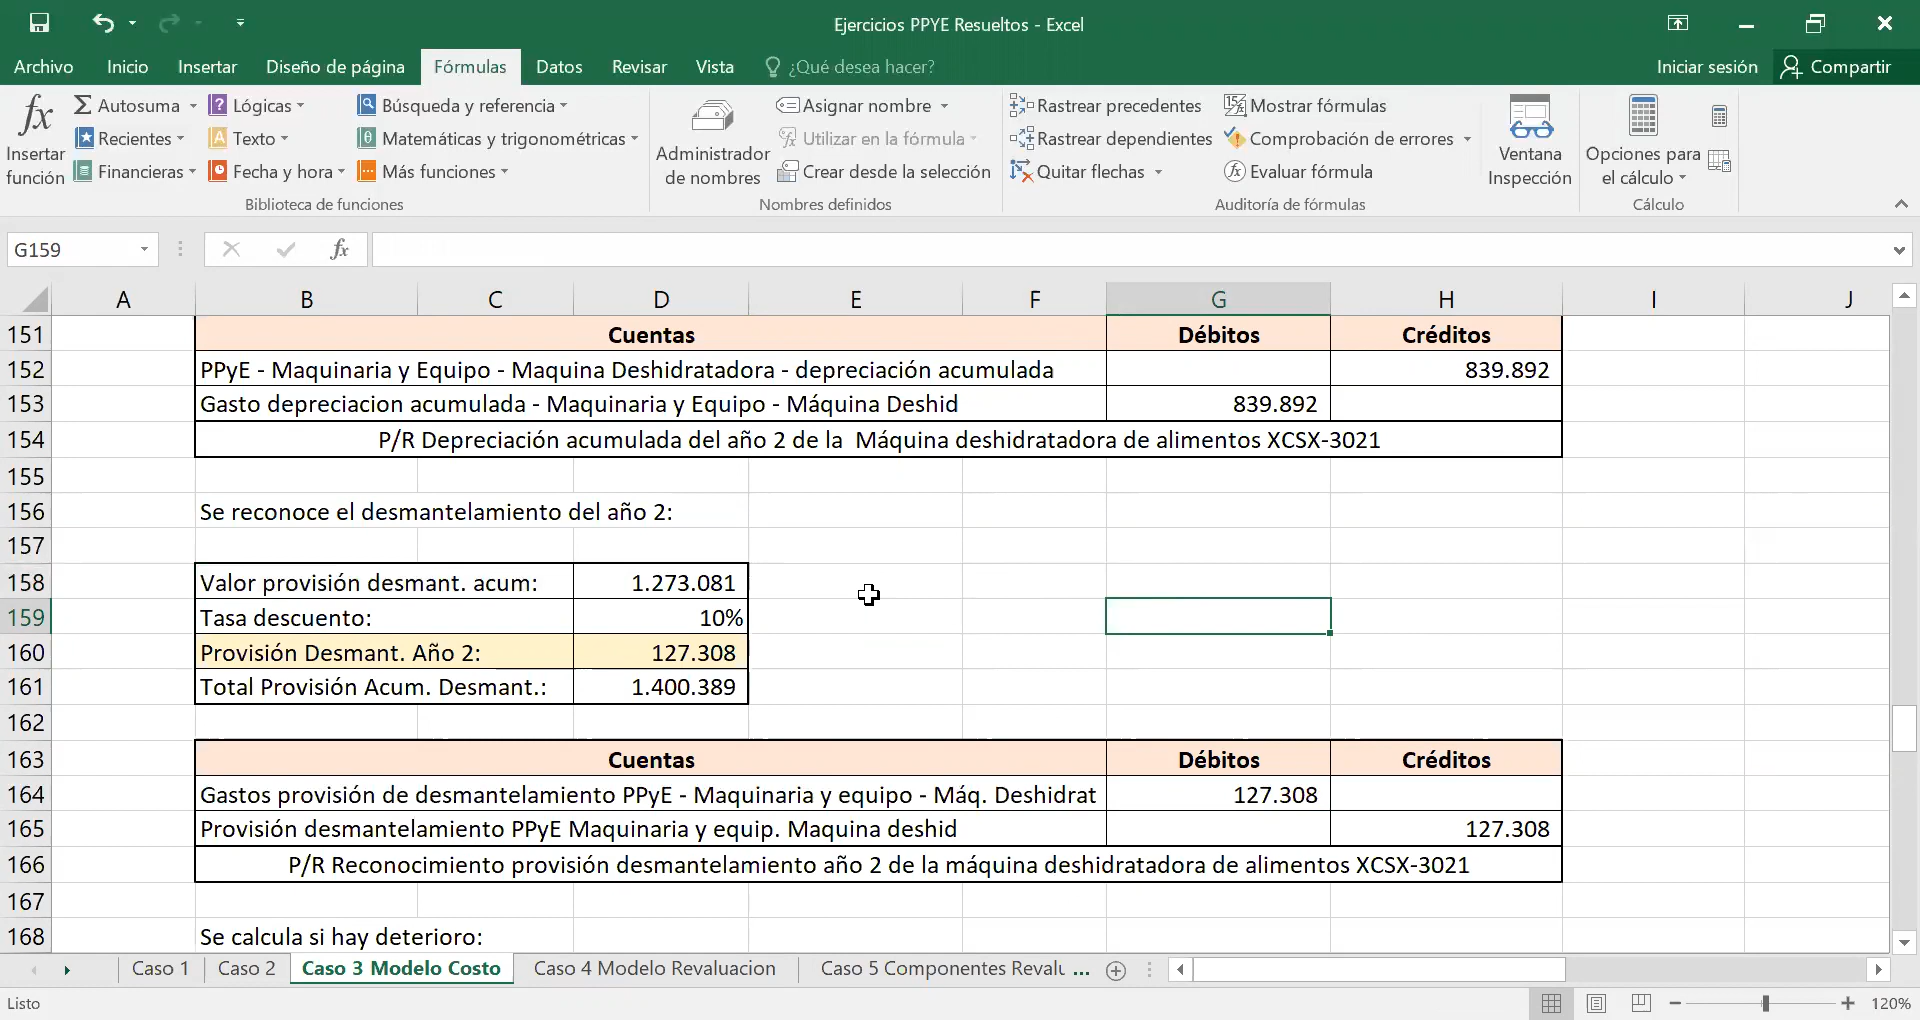 Ejercicios PPYE Resueltos - Excel
Archivo Inicio Insertar Diseño de página Fórmulas Datos Revisar Vista ¿Qué desea hacer? Iniciar sesión Compartir
fx Insertar función
Autosuma
Recientes
Financieras
Lógicas
Texto
Fecha y hora
Búsqueda y referencia
Matemáticas y trigonométricas
Más funciones
Biblioteca de funciones
Administrador de nombres
Asignar nombre
Utilizar en la fórmula
Crear desde la selección
Nombres definidos
Rastrear precedentes
Rastrear dependientes
Quitar flechas
Mostrar fórmulas
Comprobación de errores
Evaluar fórmula
Auditoría de fórmulas
Ventana Inspección
Opciones para el cálculo
Cálculo
G159 fx
A B C D E F G H I J
151 Cuentas Débitos Créditos
152 PPyE - Maquinaria y Equipo - Maquina Deshidratadora - depreciación acumulada 839.892
153 Gasto depreciacion acumulada - Maquinaria y Equipo - Máquina Deshid 839.892
154 P/R Depreciación acumulada del año 2 de la Máquina deshidratadora de alimentos XCSX-3021
155
156 Se reconoce el desmantelamiento del año 2:
157
158 Valor provisión desmant. acum: 1.273.081
159 Tasa descuento: 10%
160 Provisión Desmant. Año 2: 127.308
161 Total Provisión Acum. Desmant.: 1.400.389
162
163 Cuentas Débitos Créditos
164 Gastos provisión de desmantelamiento PPyE - Maquinaria y equipo - Máq. Deshidrat 127.308
165 Provisión desmantelamiento PPyE Maquinaria y equip. Maquina deshid 127.308
166 P/R Reconocimiento provisión desmantelamiento año 2 de la máquina deshidratadora de alimentos XCSX-3021
167
168 Se calcula si hay deterioro:
Caso 1 Caso 2 Caso 3 Modelo Costo Caso 4 Modelo Revaluacion Caso 5 Componentes Revalu ...
Listo 120%